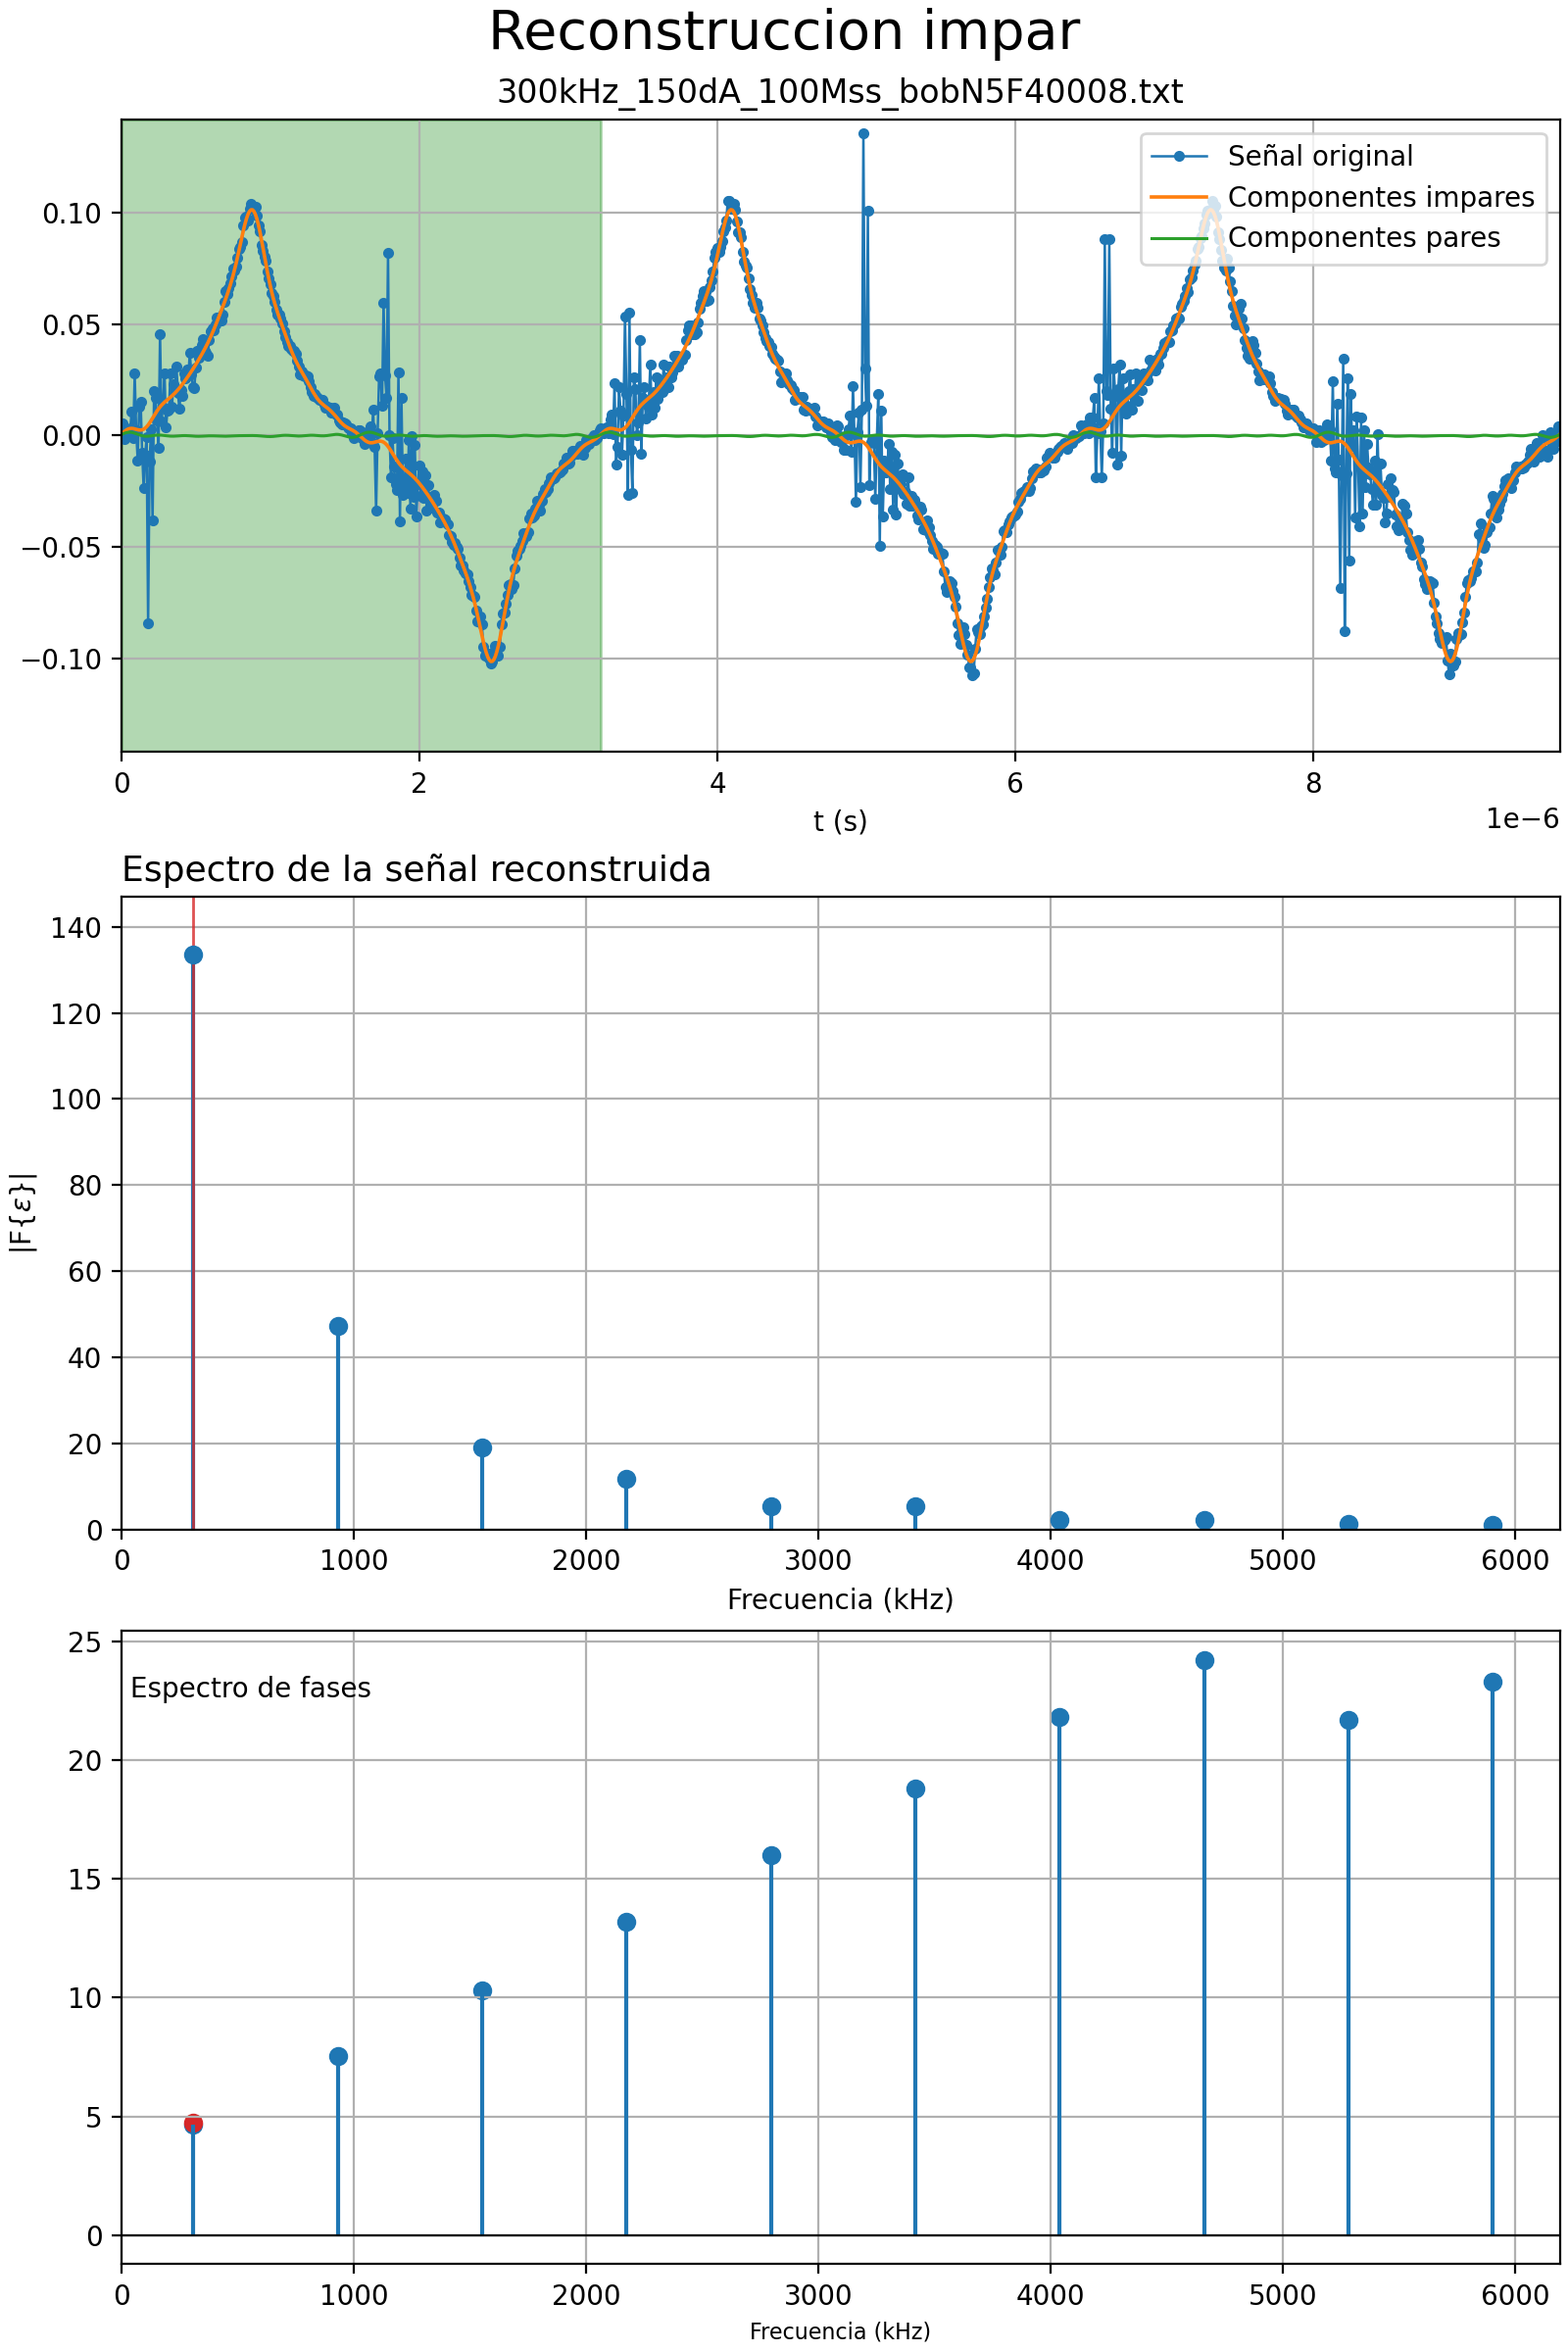 Reconstruccion impar
300kHz_150dA_100Mss_bobN5F40008.txt
Señal original
Componentes impares
Componentes pares
0.10
0.05
0.00
−0.05
−0.10
0 2 4 6 8
t (s)
1e−6
Espectro de la señal reconstruida
140
120
100
80
60
40
20
0
|F{ε}|
0 1000 2000 3000 4000 5000 6000
Frecuencia (kHz)
25
Espectro de fases
20
15
10
5
0
0 1000 2000 3000 4000 5000 6000
Frecuencia (kHz)